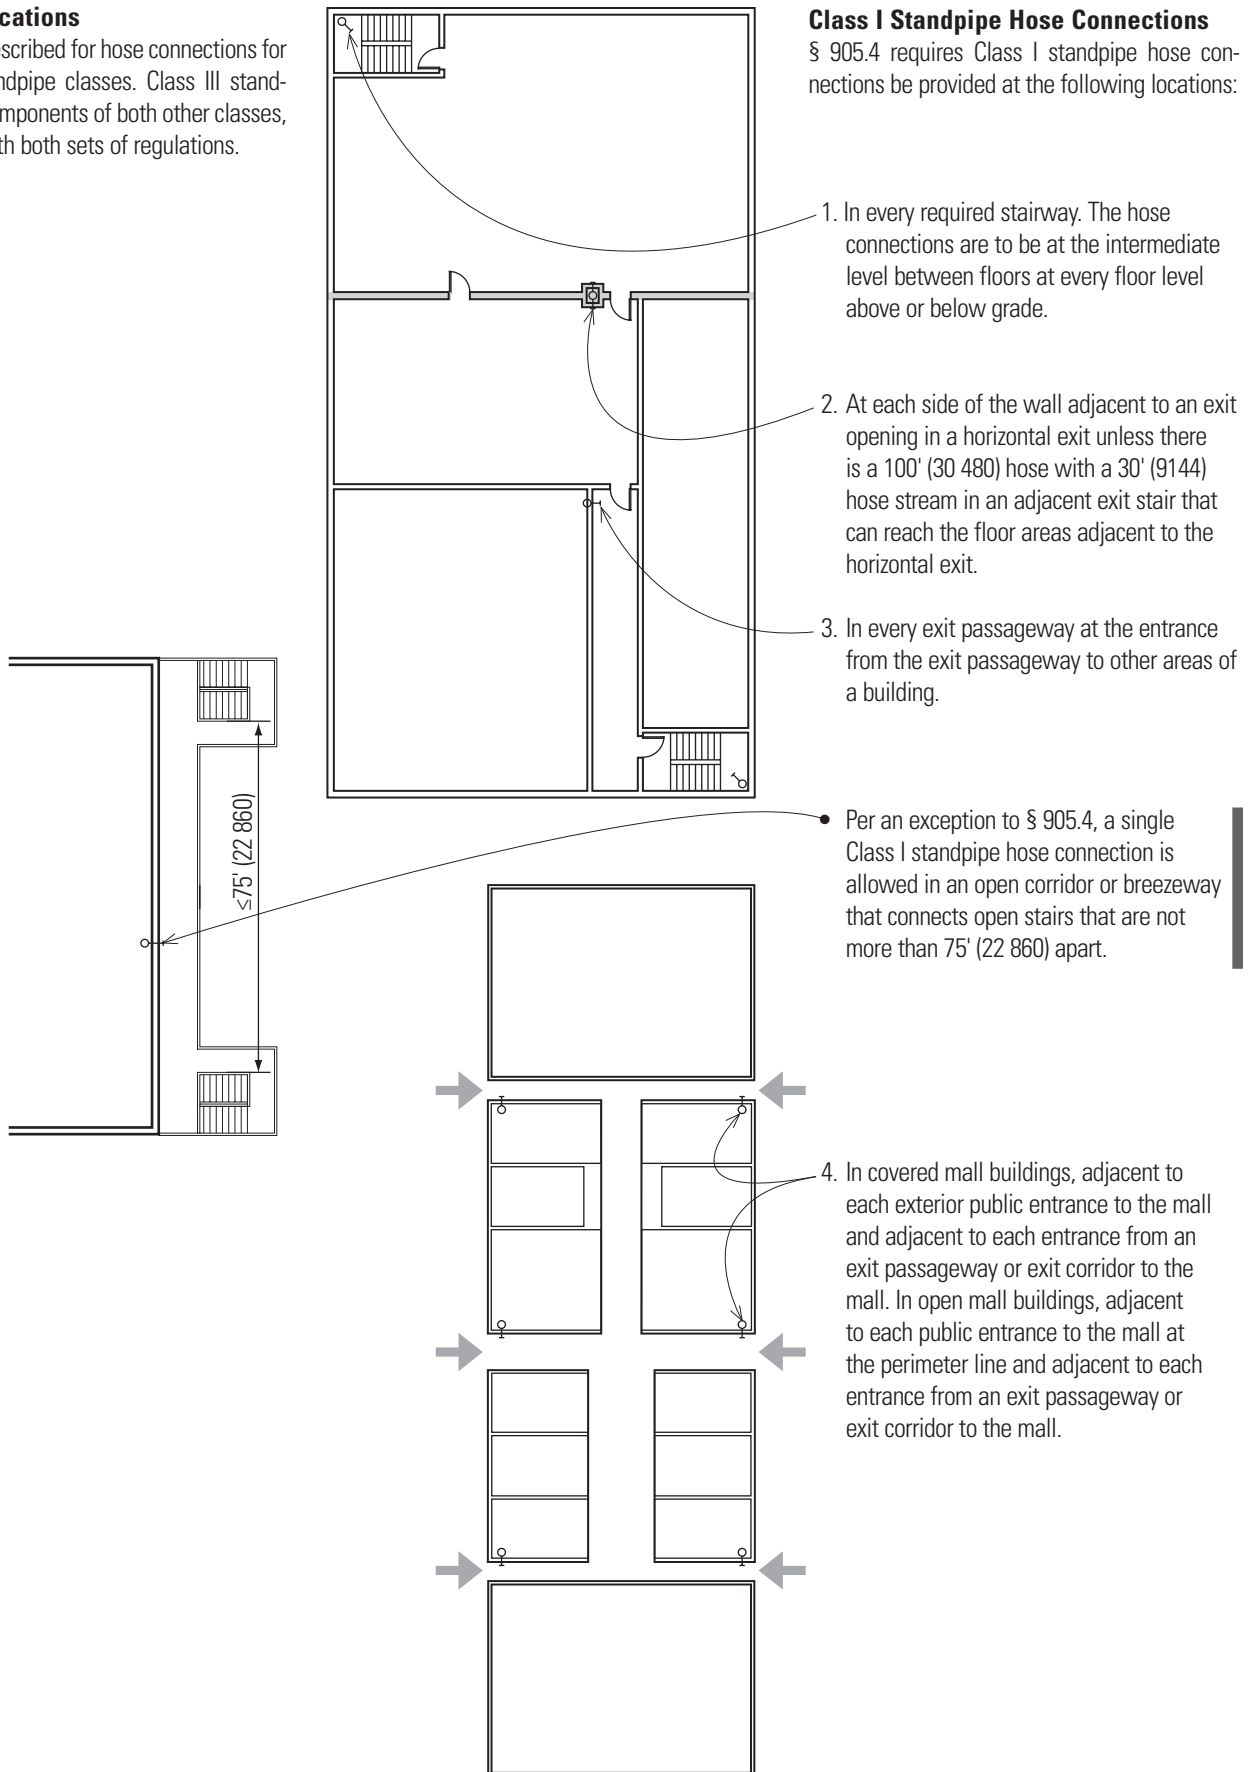 cations
escribed for hose connections for
ndpipe classes. Class III stand-
mponents of both other classes,
th both sets of regulations.
Class I Standpipe Hose Connections
§ 905.4 requires Class I standpipe hose con-
nections be provided at the following locations:
1. In every required stairway. The hose
connections are to be at the intermediate
level between floors at every floor level
above or below grade.
2. At each side of the wall adjacent to an exit
opening in a horizontal exit unless there
is a 100' (30 480) hose with a 30' (9144)
hose stream in an adjacent exit stair that
can reach the floor areas adjacent to the
horizontal exit.
3. In every exit passageway at the entrance
from the exit passageway to other areas of
a building.
≤75' (22 860)
• Per an exception to § 905.4, a single
Class I standpipe hose connection is
allowed in an open corridor or breezeway
that connects open stairs that are not
more than 75' (22 860) apart.
4. In covered mall buildings, adjacent to
each exterior public entrance to the mall
and adjacent to each entrance from an
exit passageway or exit corridor to the
mall. In open mall buildings, adjacent
to each public entrance to the mall at
the perimeter line and adjacent to each
entrance from an exit passageway or
exit corridor to the mall.